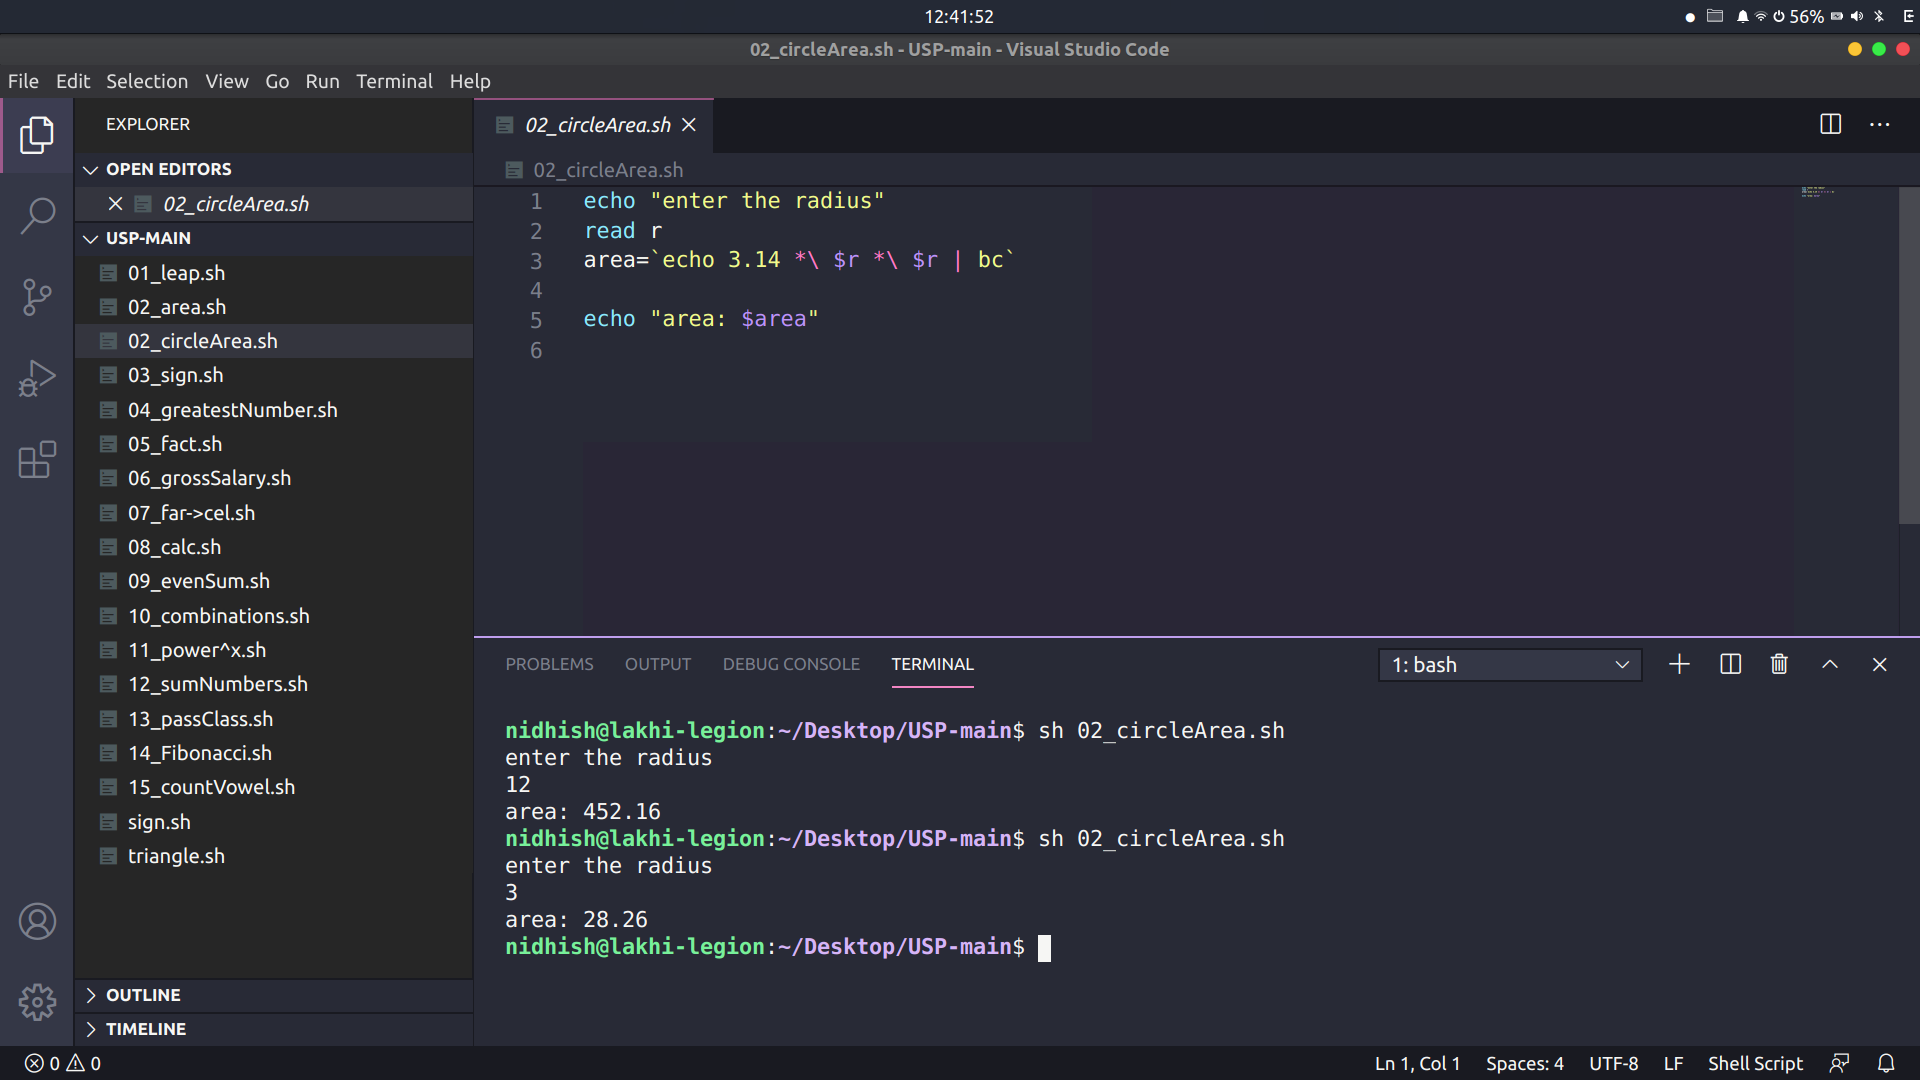 12:41:52
56%
02_circleArea.sh - USP-main - Visual Studio Code
File Edit Selection View Go Run Terminal Help
EXPLORER
OPEN EDITORS
02_circleArea.sh
USP-MAIN
01_leap.sh
02_area.sh
02_circleArea.sh
03_sign.sh
04_greatestNumber.sh
05_fact.sh
06_grossSalary.sh
07_far->cel.sh
08_calc.sh
09_evenSum.sh
10_combinations.sh
11_power^x.sh
12_sumNumbers.sh
13_passClass.sh
14_Fibonacci.sh
15_countVowel.sh
sign.sh
triangle.sh
OUTLINE
TIMELINE
02_circleArea.sh
02_circleArea.sh
1 echo "enter the radius"
2 read r
3 area=`echo 3.14 *\ $r *\ $r | bc`
4
5 echo "area: $area"
6
PROBLEMS OUTPUT DEBUG CONSOLE TERMINAL
1: bash
nidhish@lakhi-legion:~/Desktop/USP-main$ sh 02_circleArea.sh
enter the radius
12
area: 452.16
nidhish@lakhi-legion:~/Desktop/USP-main$ sh 02_circleArea.sh
enter the radius
3
area: 28.26
nidhish@lakhi-legion:~/Desktop/USP-main$
0 0
Ln 1, Col 1 Spaces: 4 UTF-8 LF Shell Script